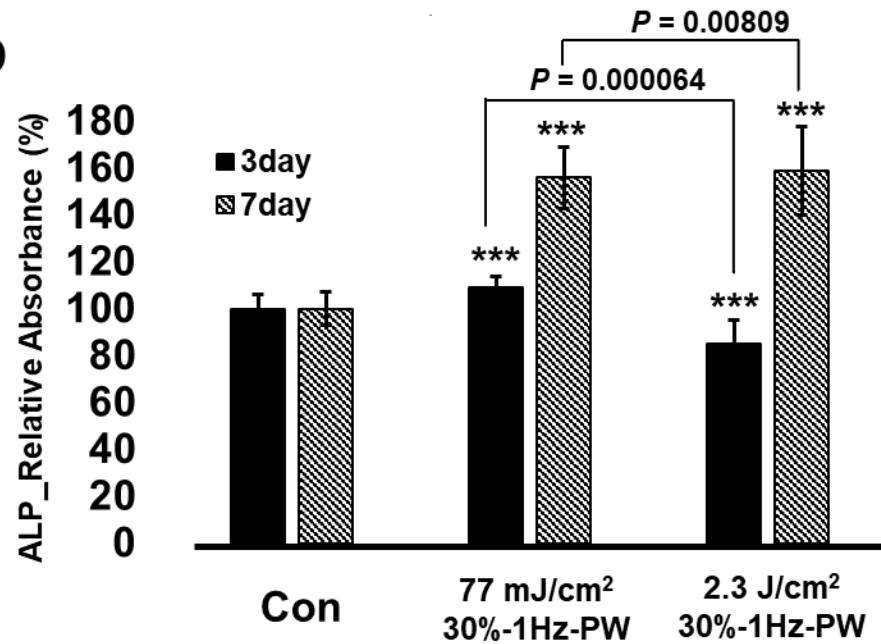 P = 0.00809
P = 0.000064
ALP_Relative Absorbance (%)
180
160
140
120
100
80
60
40
20
0
3day
7day
***
***
***
***
Con
77 mJ/cm²
30%-1Hz-PW
2.3 J/cm²
30%-1Hz-PW